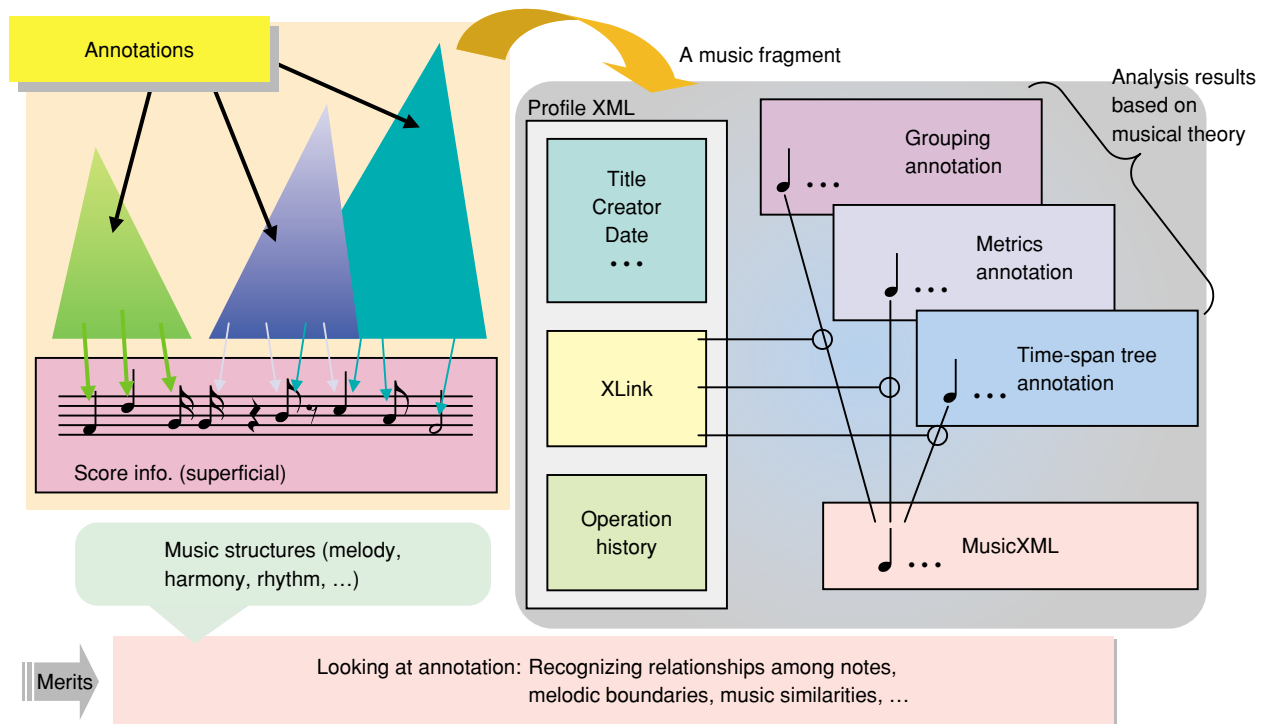 Annotations
A music fragment
Analysis results
based on
musical theory
Profile XML
Title
Creator
Date
• • •
XLink
Operation
history
Grouping
annotation
• • •
Metrics
annotation
• • •
Time-span tree
annotation
• • •
MusicXML
• • •
Score info. (superficial)
Music structures (melody,
harmony, rhythm, …)
Merits
Looking at annotation: Recognizing relationships among notes,
melodic boundaries, music similarities, …